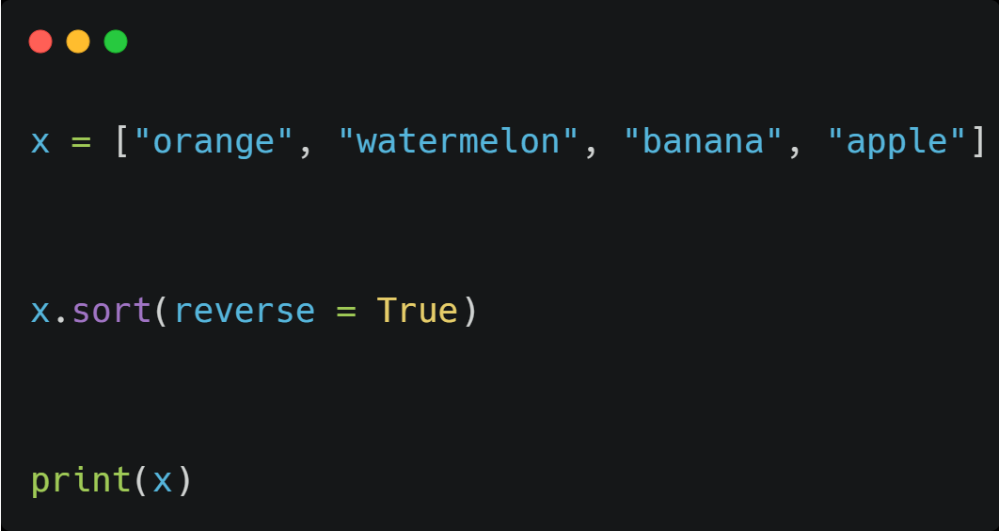 x = ["orange", "watermelon", "banana", "apple"]
x.sort(reverse = True)
print(x)